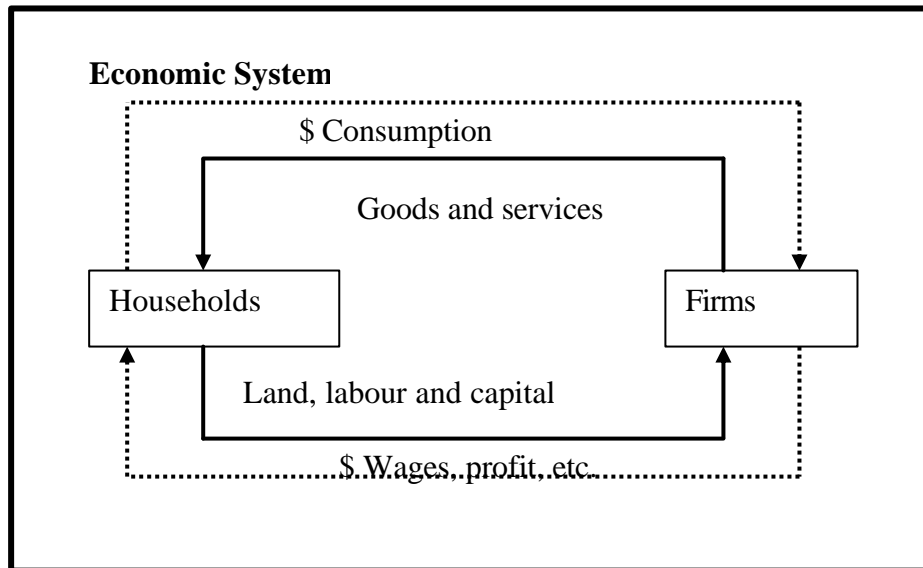 Economic System
$ Consumption
Goods and services
Households
Firms
Land, labour and capital
$ Wages, profit, etc.